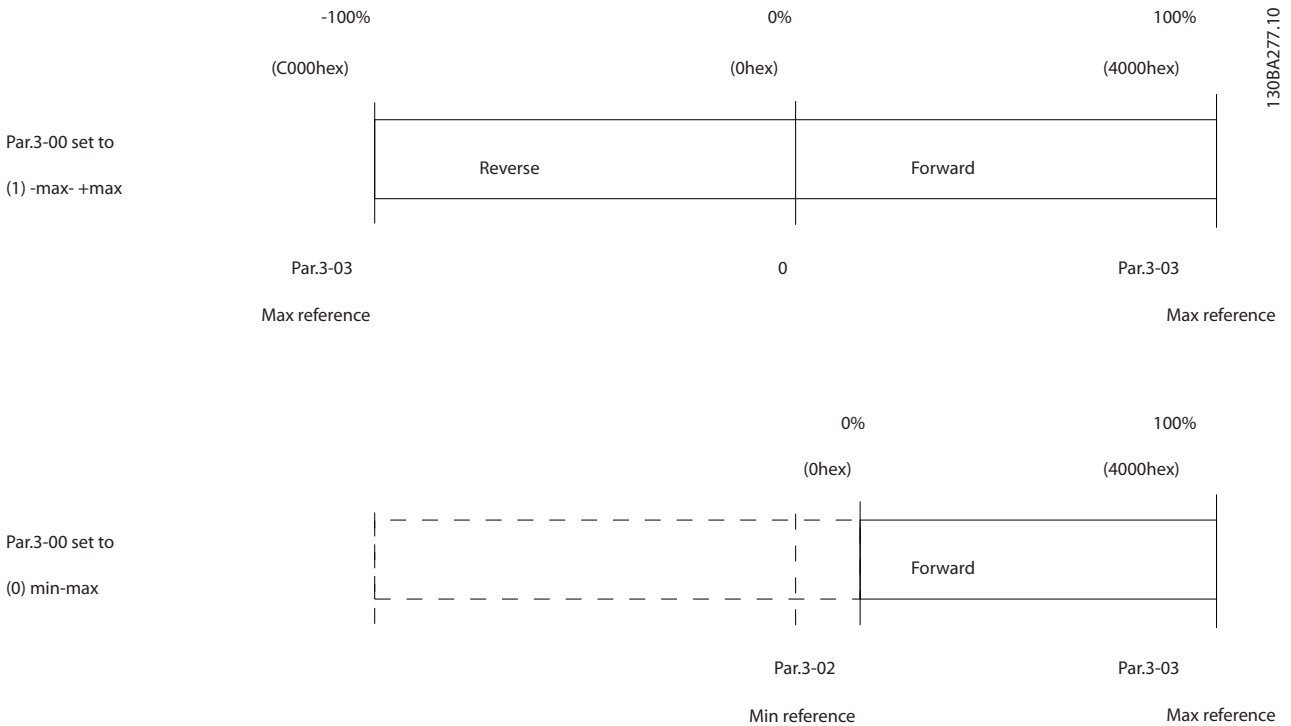 -100% 0% 100%
(C000hex) (0hex) (4000hex)
130BA277.10
Par.3-00 set to
(1) -max- +max
Reverse Forward
Par.3-03 0 Par.3-03
Max reference Max reference
0% 100%
(0hex) (4000hex)
Par.3-00 set to
(0) min-max
Forward
Par.3-02 Par.3-03
Min reference Max reference